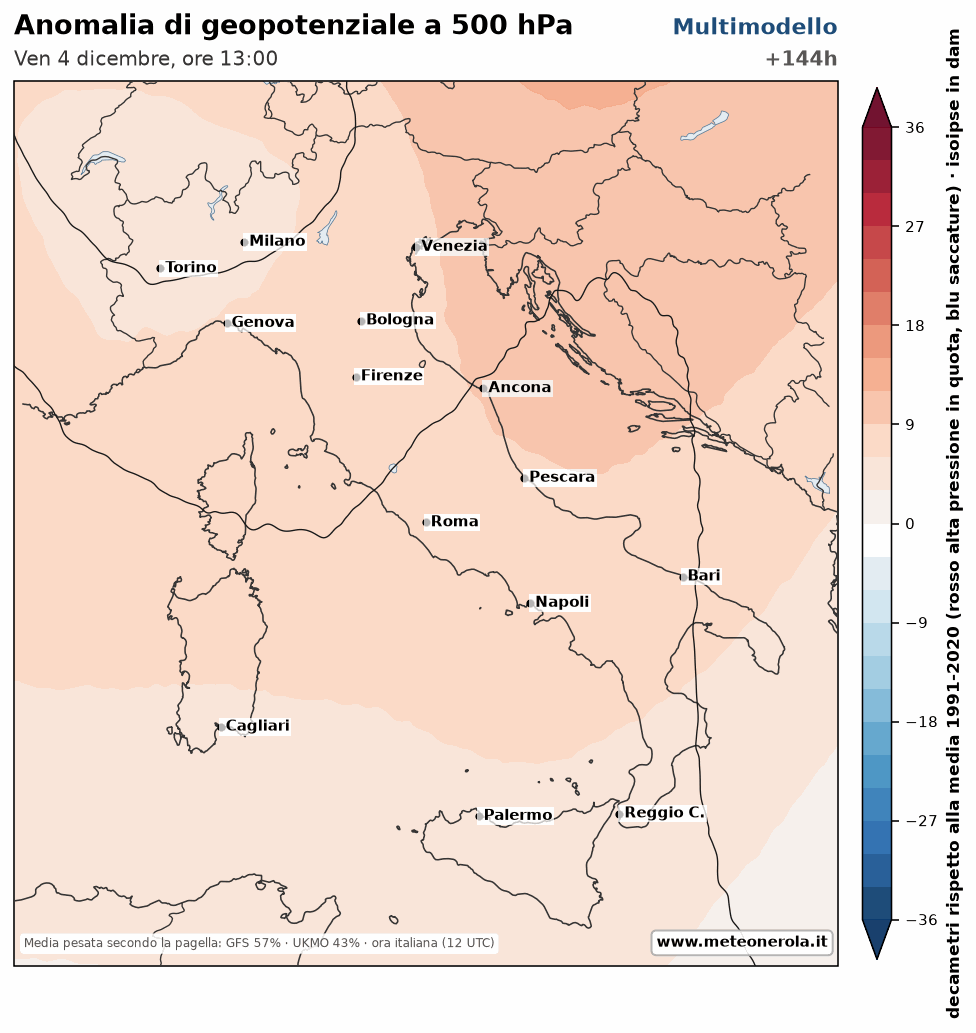 Anomalia di geopotenziale a 500 hPa
Multimodello
Ven 4 dicembre, ore 13:00
+144h
Milano
Venezia
Torino
Genova
Bologna
Firenze
Ancona
Pescara
Roma
Bari
Napoli
Cagliari
Palermo
Reggio C.
Media pesata secondo la pagella: GFS 57% · UKMO 43% · ora italiana (12 UTC)
www.meteonerola.it
36
27
18
9
0
−9
−18
−27
−36
decametri rispetto alla media 1991-2020 (rosso alta pressione in quota, blu saccature) · isoipse in dam